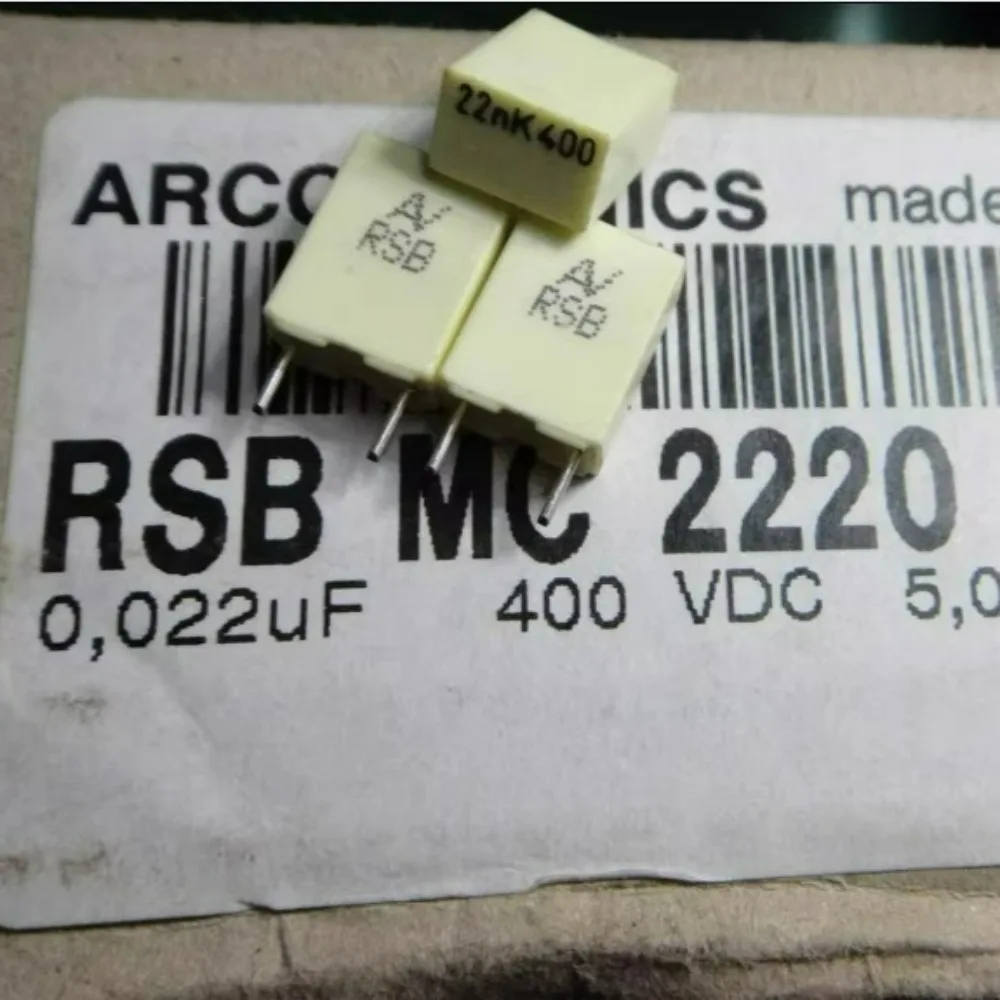 22nK400
ARCO ICS made
RSB
RSB
RSB MC 2220
0,022uF 400 VDC 5,0